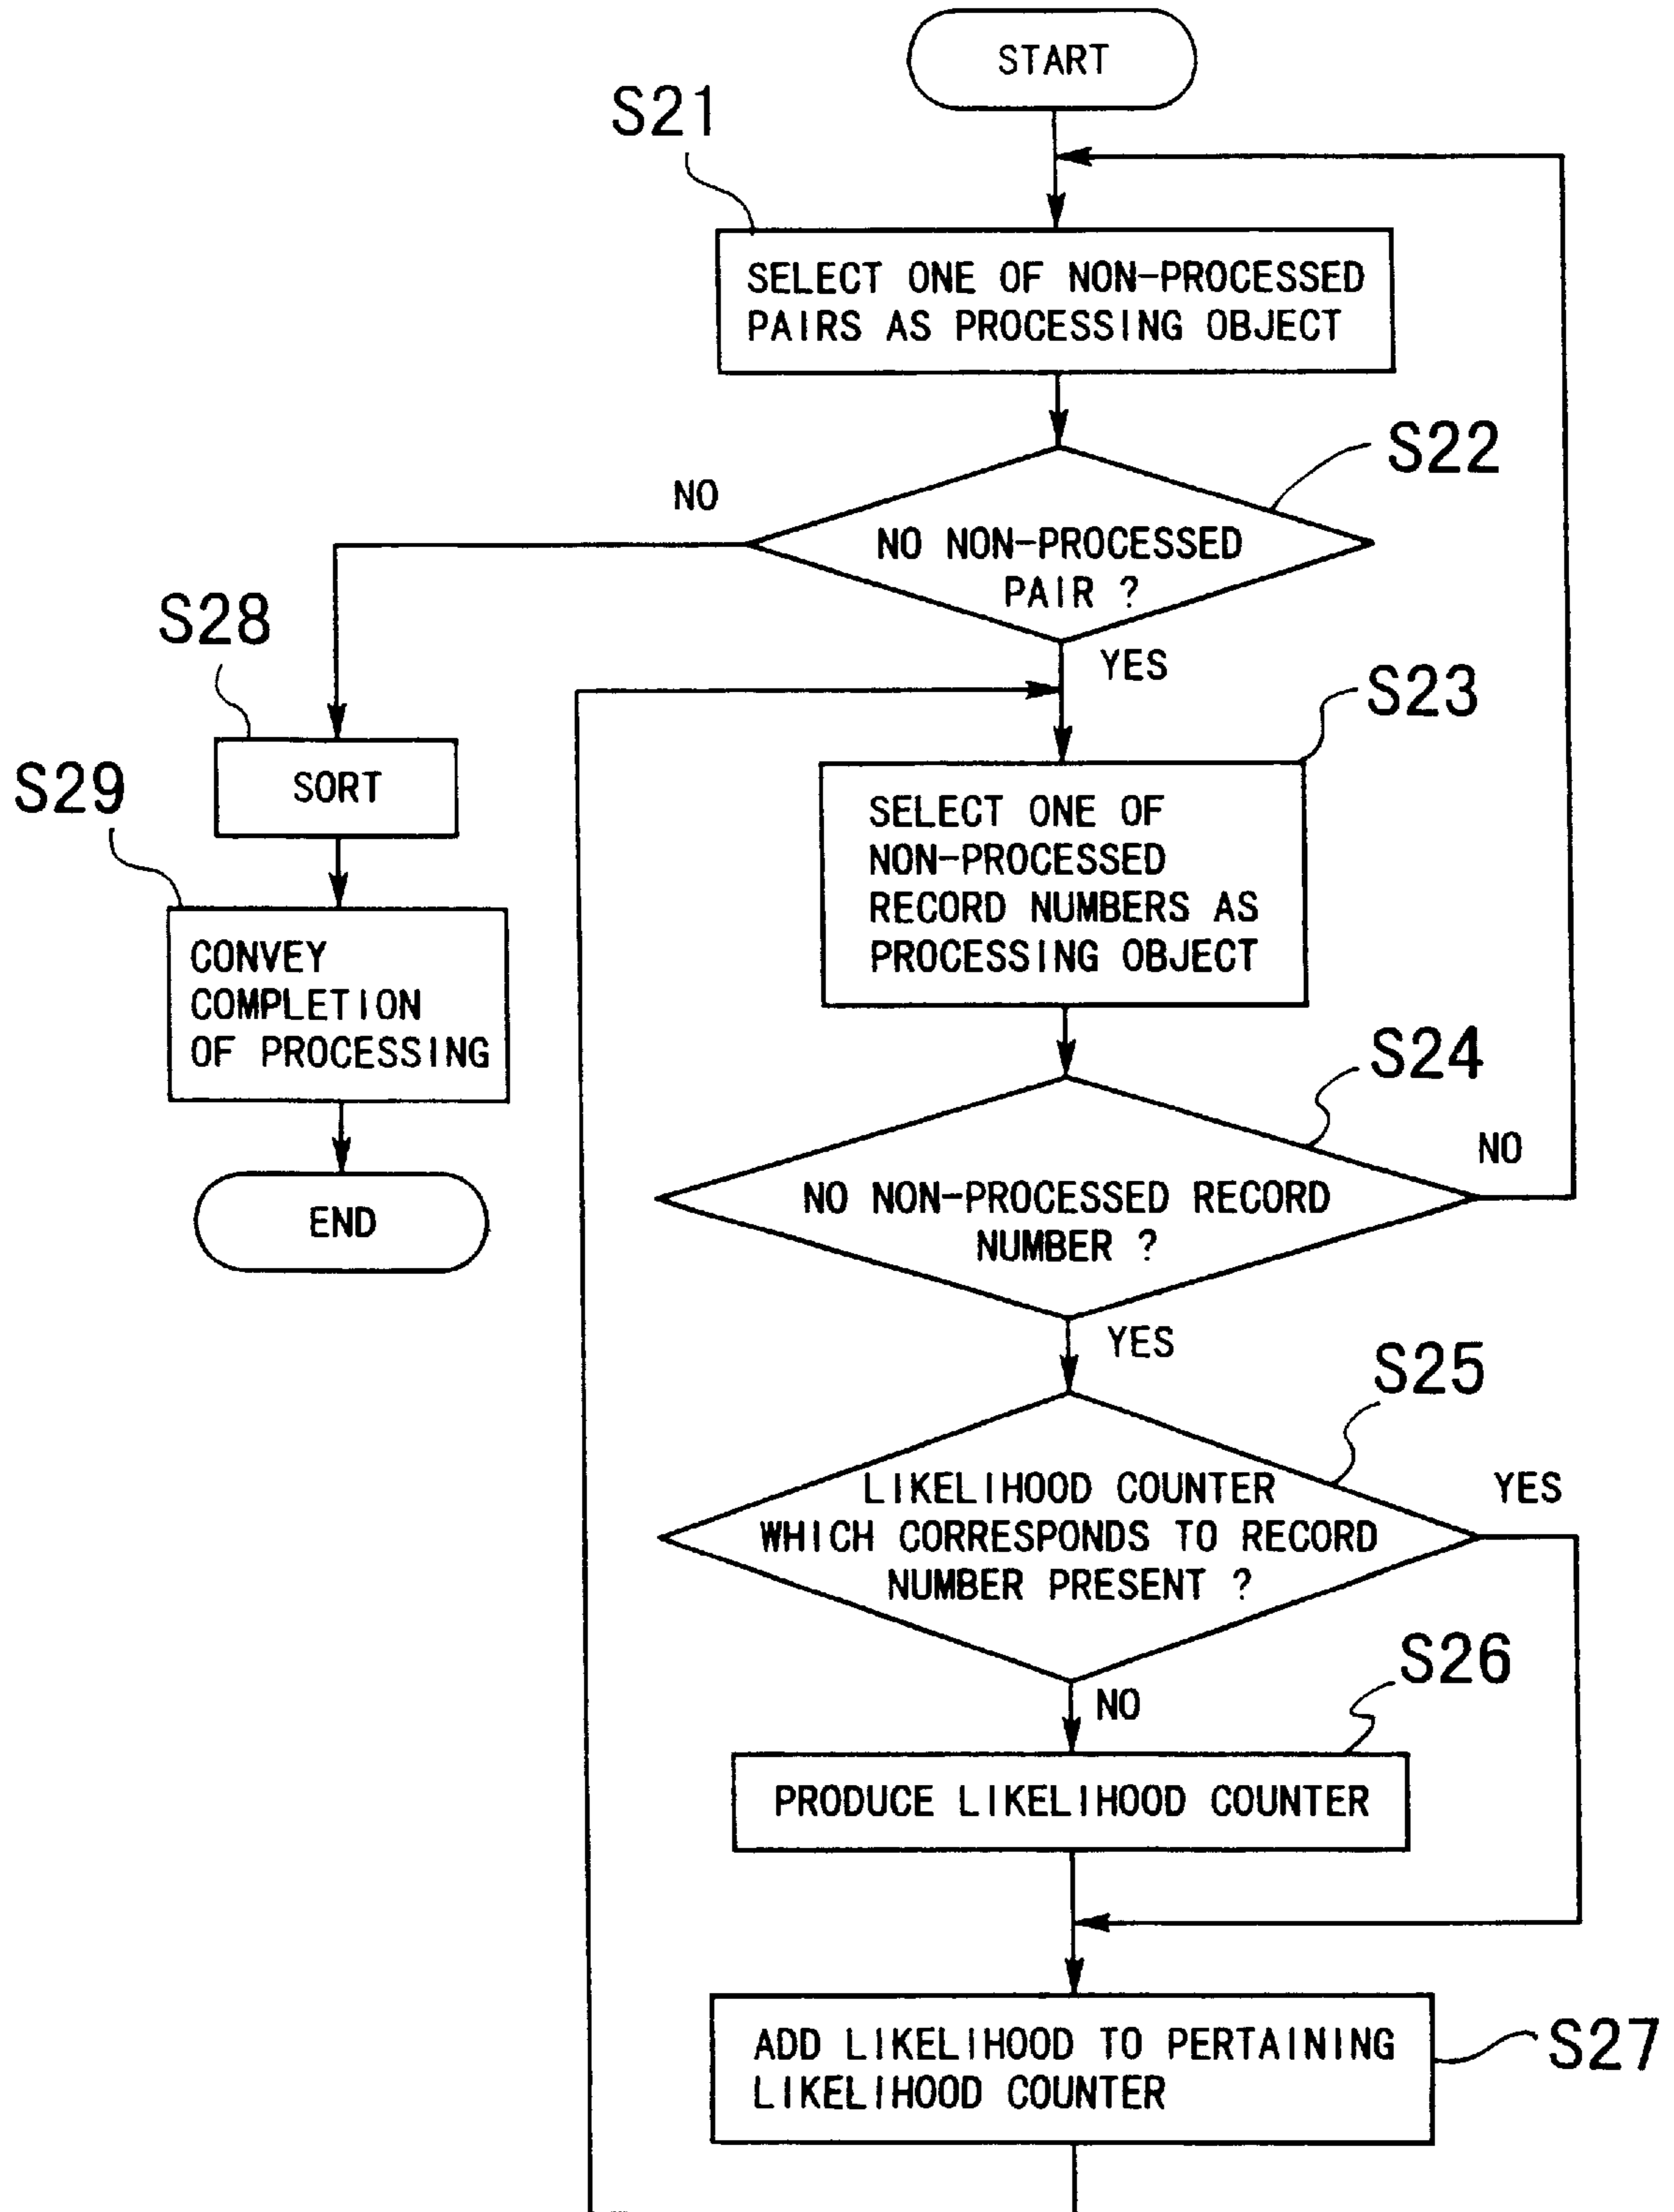 START
S21
SELECT ONE OF NON-PROCESSED
PAIRS AS PROCESSING OBJECT
S22
NO
NO NON-PROCESSED
PAIR ?
YES
S28
SORT
S29
CONVEY
COMPLETION
OF PROCESSING
END
S23
SELECT ONE OF
NON-PROCESSED
RECORD NUMBERS AS
PROCESSING OBJECT
S24
NO
NO NON-PROCESSED RECORD
NUMBER ?
YES
S25
YES
LIKELIHOOD COUNTER
WHICH CORRESPONDS TO RECORD
NUMBER PRESENT ?
NO
S26
PRODUCE LIKELIHOOD COUNTER
S27
ADD LIKELIHOOD TO PERTAINING
LIKELIHOOD COUNTER